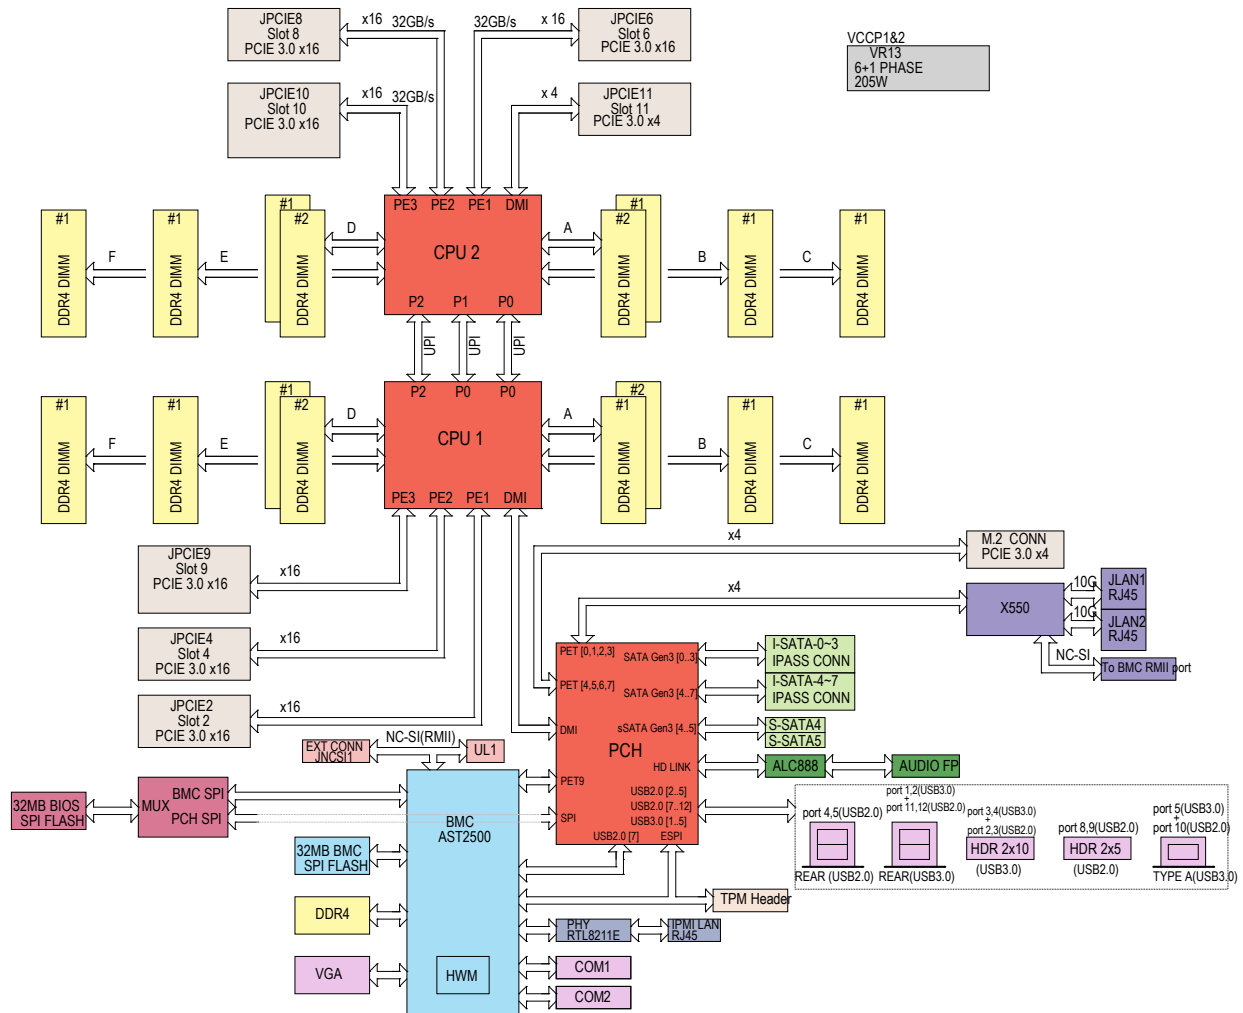 JPCIE8
Slot 8
PCIE 3.0 x16
x16
32GB/s
32GB/s
x 16
JPCIE6
Slot 6
PCIE 3.0 x16
VCCP1&2
VR13
6+1 PHASE
205W
JPCIE10
Slot 10
PCIE 3.0 x16
x16
32GB/s
x 4
JPCIE11
Slot 11
PCIE 3.0 x4
PE3
PE2
PE1
DMI
CPU 2
P2
P1
P0
#1
DDR4 DIMM
F
#1
DDR4 DIMM
E
#1
#2
DDR4 DIMM
D
A
#1
#2
DDR4 DIMM
B
#1
DDR4 DIMM
C
#1
DDR4 DIMM
UPI
UPI
UPI
P2
P0
P0
CPU 1
PE3
PE2
PE1
DMI
#1
DDR4 DIMM
F
#1
DDR4 DIMM
E
#1
#2
DDR4 DIMM
D
A
#2
#1
DDR4 DIMM
B
#1
DDR4 DIMM
C
#1
DDR4 DIMM
JPCIE9
Slot 9
PCIE 3.0 x16
x16
JPCIE4
Slot 4
PCIE 3.0 x16
x16
JPCIE2
Slot 2
PCIE 3.0 x16
x16
x4
M.2 CONN
PCIE 3.0 x4
x4
X550
10G
JLAN1
RJ45
10G
JLAN2
RJ45
NC-SI
To BMC RMII port
PET [0,1,2,3]
SATA Gen3 [0..3]
PET [4,5,6,7]
SATA Gen3 [4..7]
DMI
sSATA Gen3 [4..5]
PCH
HD LINK
PET9
USB2.0 [2..5]
USB2.0 [7..12]
SPI
USB3.0 [1..5]
USB2.0 [7]
ESPI
I-SATA-0~3
IPASS CONN
I-SATA-4~7
IPASS CONN
S-SATA4
S-SATA5
ALC888
AUDIO FP
EXT CONN
JNCSI1
NC-SI(RMII)
UL1
32MB BIOS
SPI FLASH
MUX
BMC SPI
PCH SPI
BMC
AST2500
32MB BMC
SPI FLASH
DDR4
VGA
HWM
TPM Header
PHY
RTL8211E
IPMI LAN
RJ45
COM1
COM2
port 4,5(USB2.0)
REAR (USB2.0)
port 1,2(USB3.0)
+
port 11,12(USB2.0)
REAR(USB3.0)
port 3,4(USB3.0)
+
port 2,3(USB2.0)
HDR 2x10
(USB3.0)
port 8,9(USB2.0)
HDR 2x5
(USB2.0)
port 5(USB3.0)
+
port 10(USB2.0)
TYPE A(USB3.0)